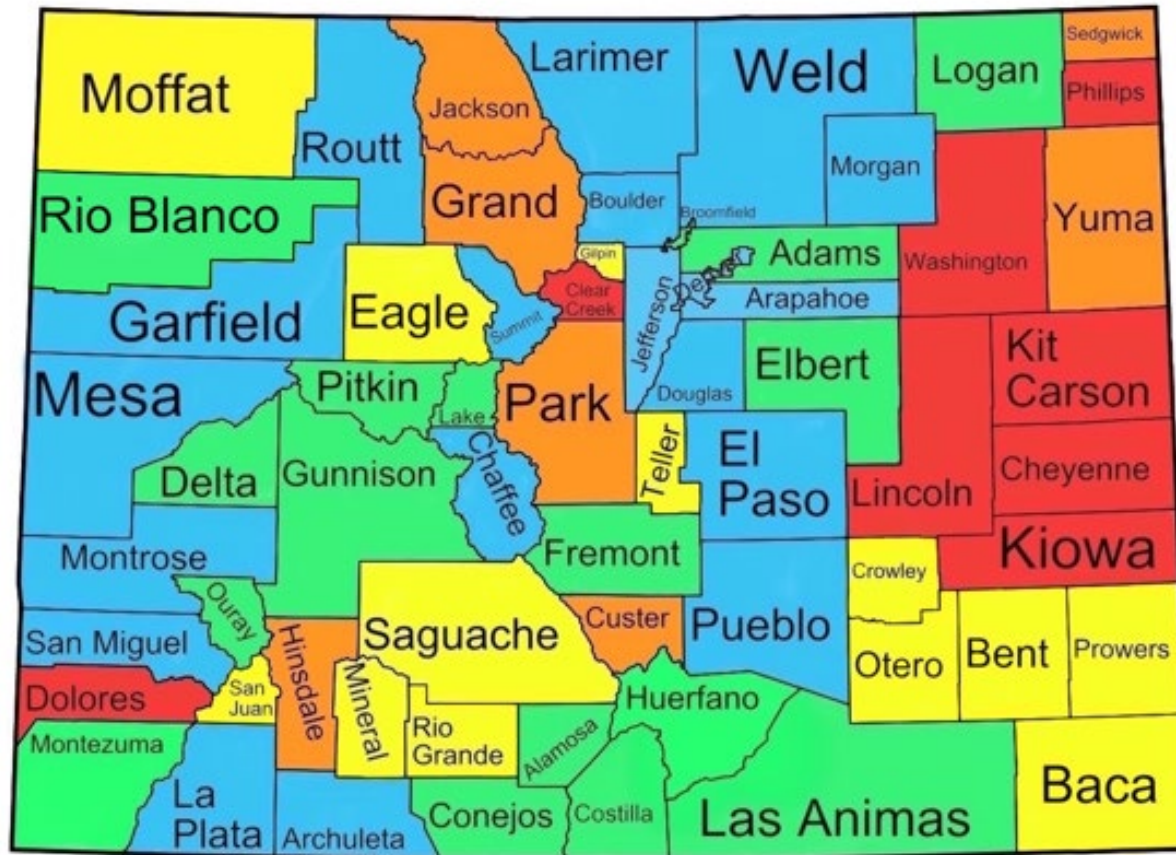 Moffat
Routt
Jackson
Larimer
Weld
Logan
Sedgwick
Phillips
Rio Blanco
Grand
Boulder
Broomfield
Morgan
Washington
Yuma
Garfield
Eagle
Summit
Gilpin
Clear
Creek
Jefferson
Denver
Adams
Arapahoe
Mesa
Pitkin
Lake
Park
Douglas
Elbert
Kit
Carson
Delta
Gunnison
Chaffee
Teller
El
Paso
Lincoln
Cheyenne
Montrose
Ouray
Fremont
Kiowa
Crowley
San Miguel
Hinsdale
Saguache
Custer
Pueblo
Otero
Bent
Prowers
Dolores
San
Juan
Mineral
Rio
Grande
Alamosa
Huerfano
Montezuma
La
Plata
Archuleta
Conejos
Costilla
Las Animas
Baca